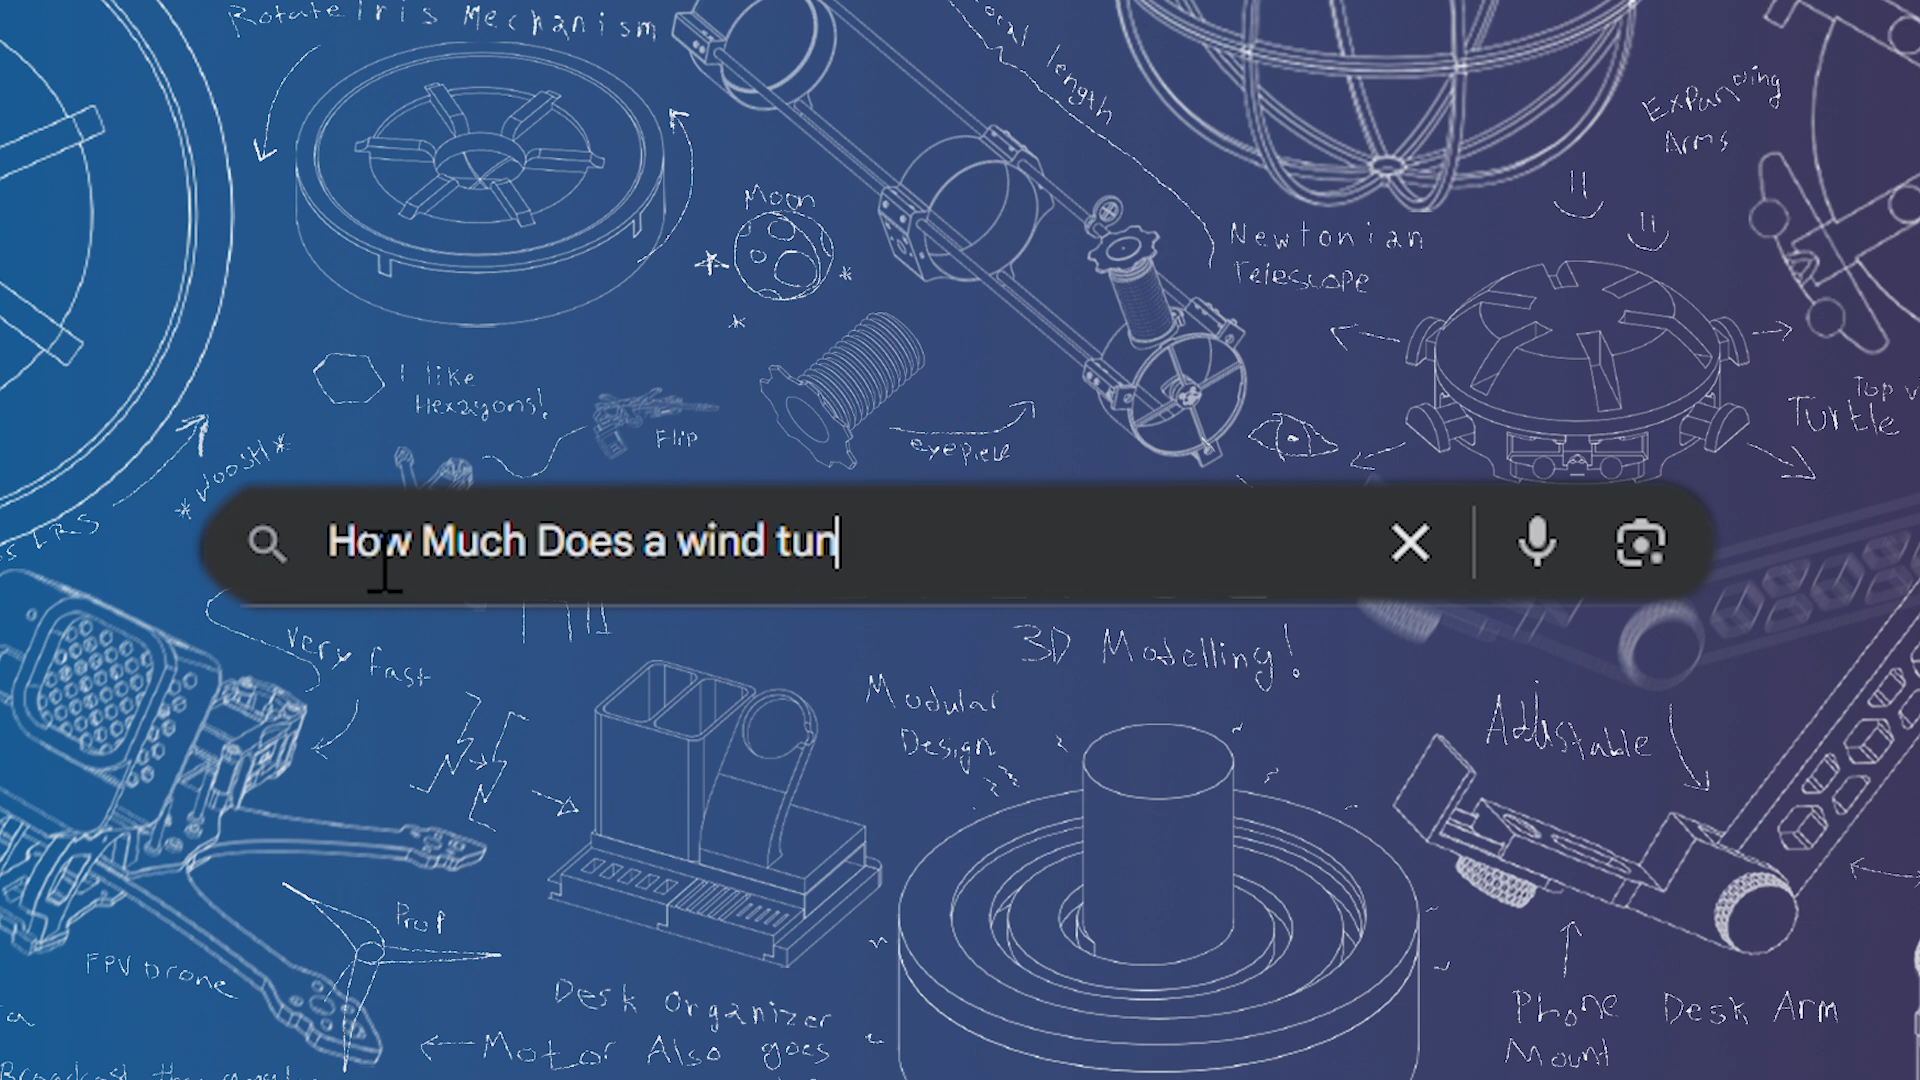 Rotate Iris Mechanism
Focal length
Expanding
Arms
Moon
Newtonian
Telescope
I like
Hexagons!
Flip
eyepiece
Top v
Turtle
*Woosh*
How Much Does a wind tun
very fast
3D Modelling!
Modular
Design
Adjustable
Prop
FPV Drone
Desk Organizer
Motor Also goes
Phone Desk Arm
Mount